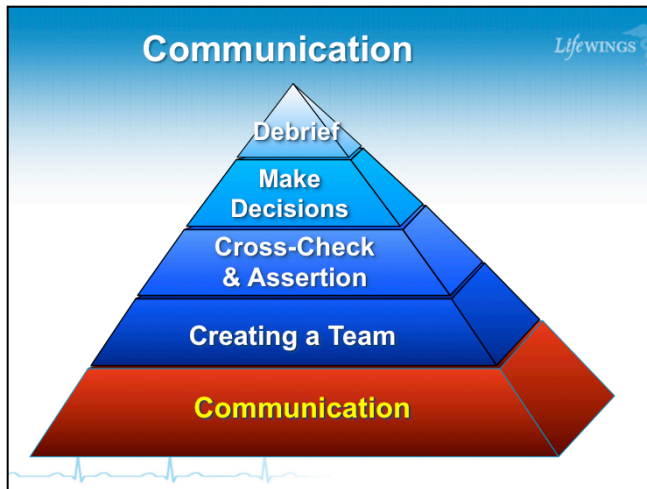 Communication
LifeWINGS
Debrief
Make
Decisions
Cross-Check
& Assertion
Creating a Team
Communication